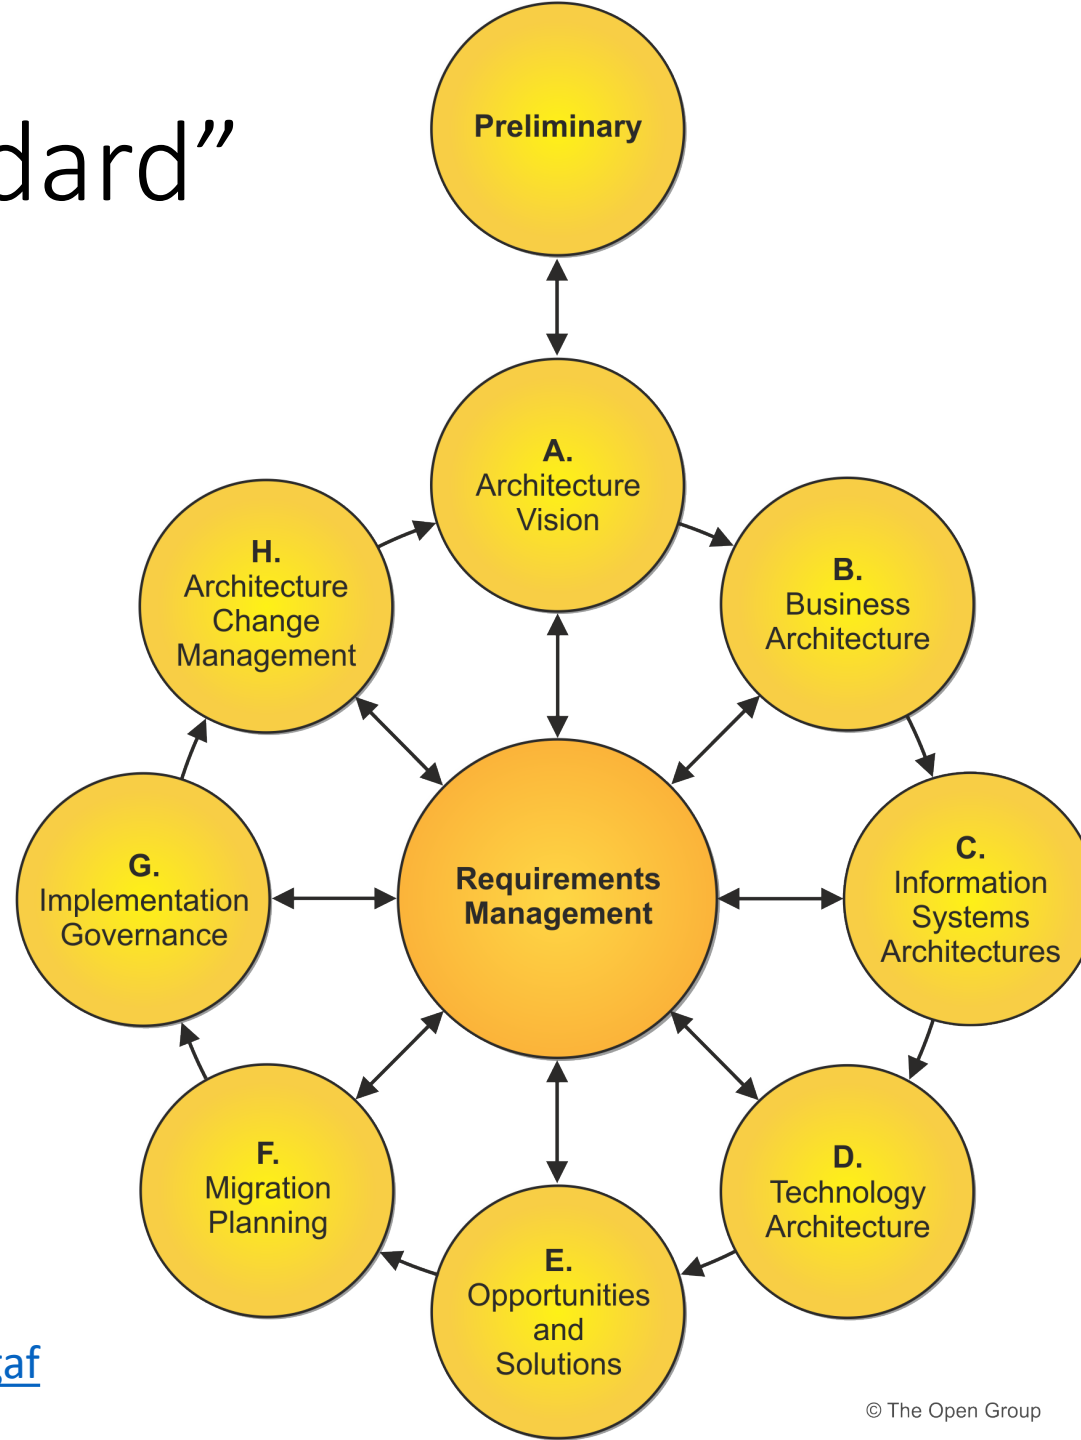 dard”
Preliminary
A.
Architecture
Vision
B.
Business
Architecture
C.
Information
Systems
Architectures
D.
Technology
Architecture
E.
Opportunities
and
Solutions
F.
Migration
Planning
G.
Implementation
Governance
H.
Architecture
Change
Management
Requirements
Management
gaf
© The Open Group